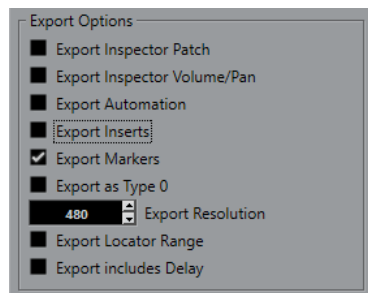 Export Options
Export Inspector Patch
Export Inspector Volume/Pan
Export Automation
Export Inserts
Export Markers
Export as Type 0
480 Export Resolution
Export Locator Range
Export includes Delay